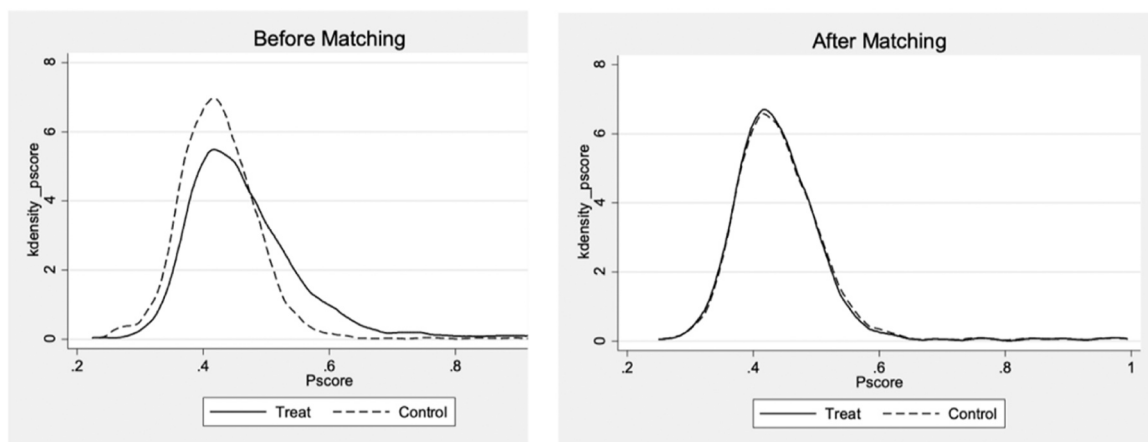 Before Matching
8
6
4
2
0
kdensity_pscore
.2 .4 .6 .8
Pscore
Treat Control
After Matching
8
6
4
2
0
kdensity_pscore
.2 .4 .6 .8 1
Pscore
Treat Control